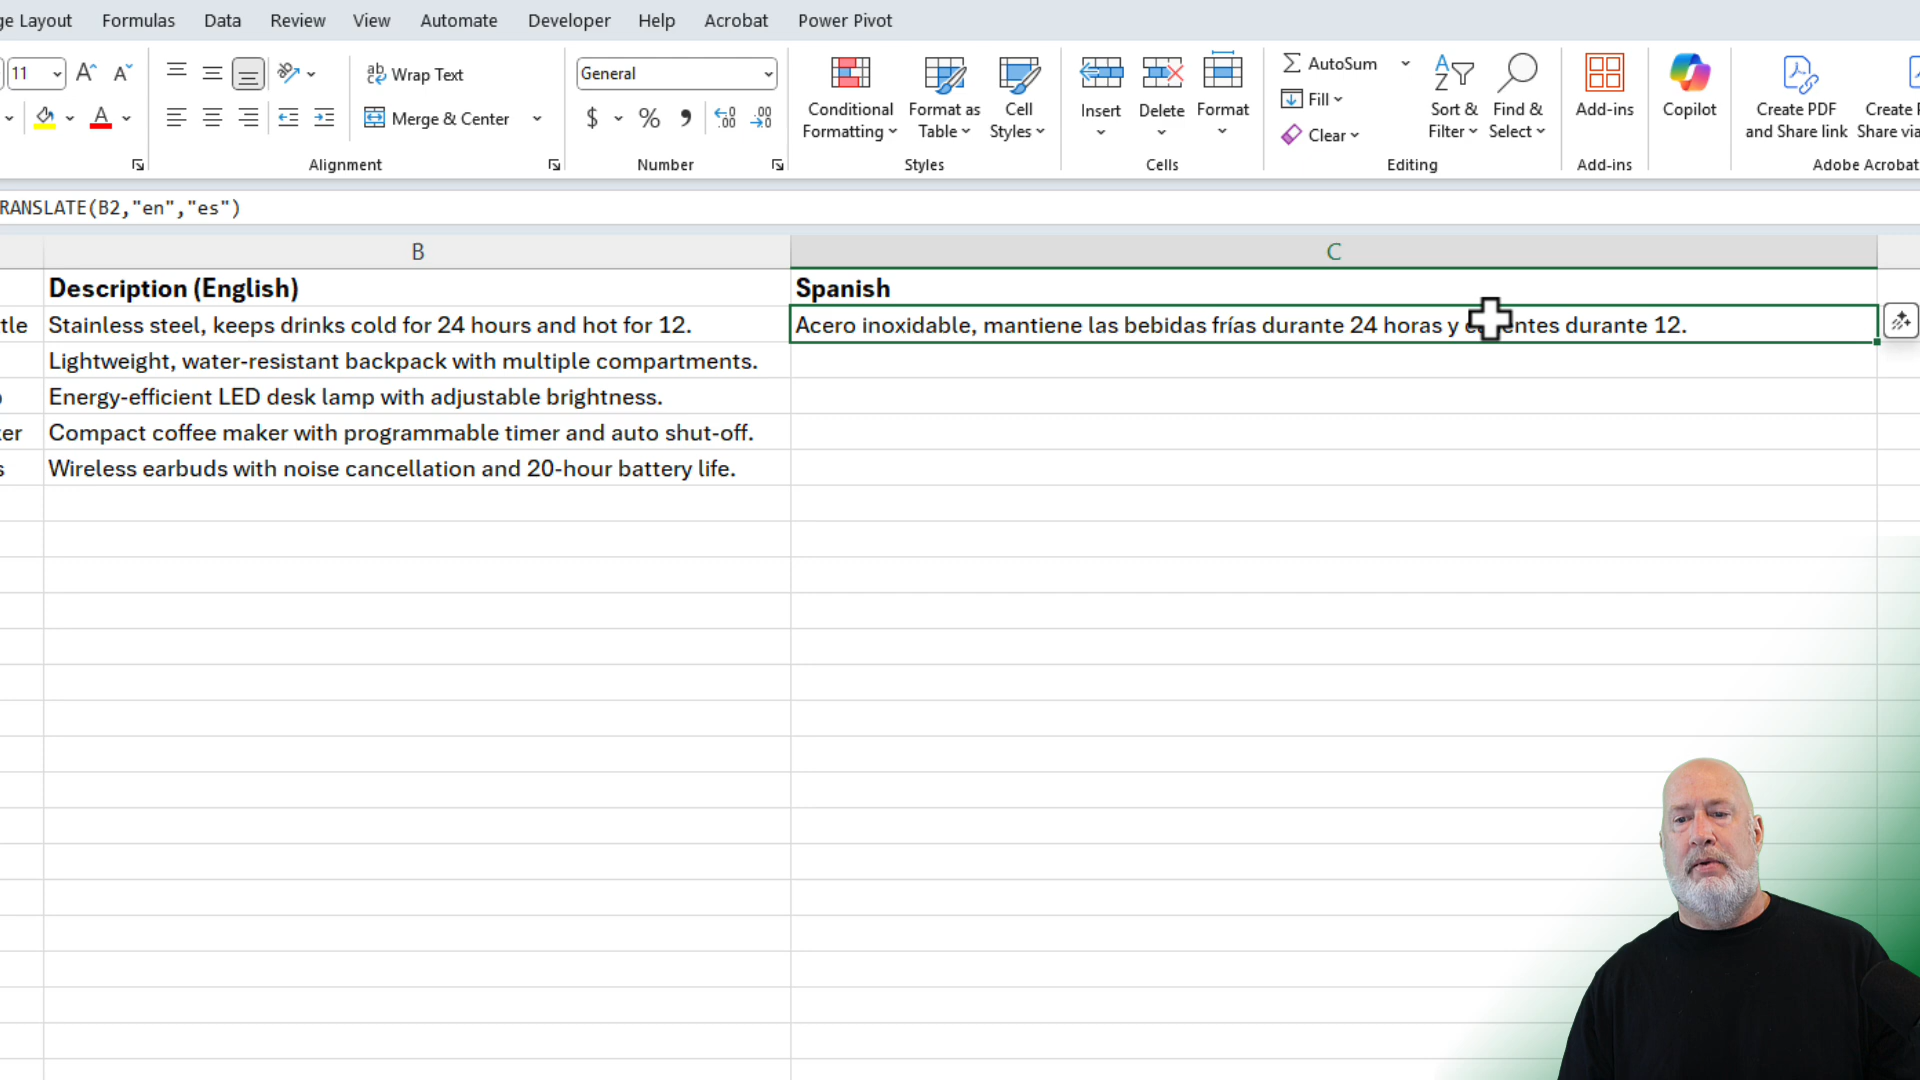 ge Layout Formulas Data Review View Automate Developer Help Acrobat Power Pivot
11 Wrap Text General Conditional Formatting Format as Table Cell Styles Insert Delete Format AutoSum Fill Clear Sort & Filter Find & Select Add-ins Copilot Create PDF and Share link Create Share via
Merge & Center $ %
Alignment Number Styles Cells Editing Add-ins Adobe Acrobat
RANSLATE(B2,"en","es")
B C
Description (English) Spanish
tle Stainless steel, keeps drinks cold for 24 hours and hot for 12. Acero inoxidable, mantiene las bebidas frías durante 24 horas y entes durante 12.
Lightweight, water-resistant backpack with multiple compartments.
Energy-efficient LED desk lamp with adjustable brightness.
er Compact coffee maker with programmable timer and auto shut-off.
s Wireless earbuds with noise cancellation and 20-hour battery life.